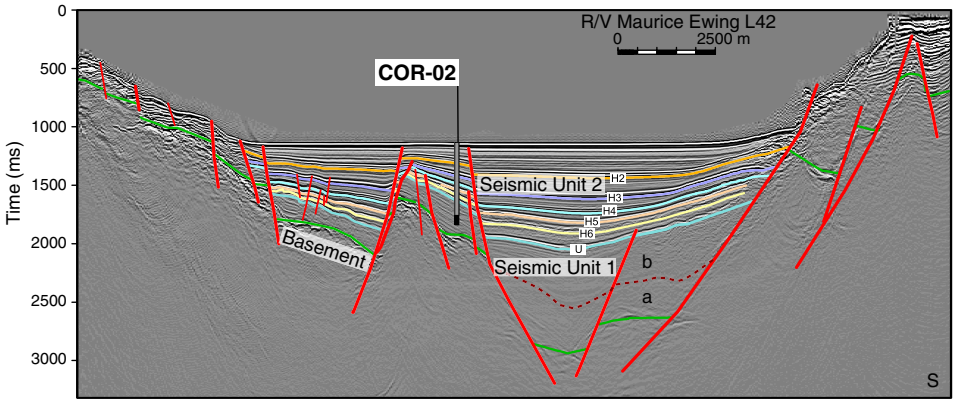 R/V Maurice Ewing L42
0 2500 m
COR-02
Time (ms)
0
500
1000
1500
2000
2500
3000
H2
Seismic Unit 2
H3
H4
H5
H6
U
Basement
Seismic Unit 1
b
a
S